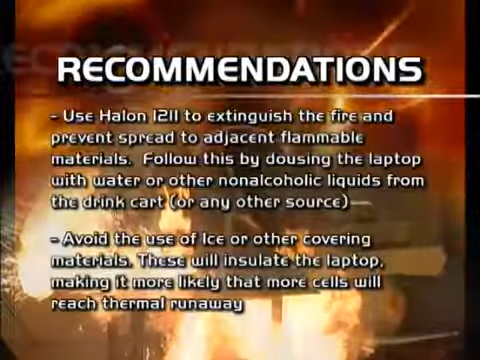 RECOMMENDATIONS
- Use Halon 1211 to extinguish the fire and
prevent spread to adjacent flammable
materials. Follow this by dousing the laptop
with water or other nonalcoholic liquids from
the drink cart (or any other source)
- Avoid the use of Ice or other covering
materials. These will insulate the laptop,
making it more likely that more cells will
reach thermal runaway